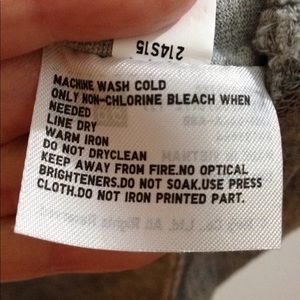 214S15
MACHINE WASH COLD
ONLY NON-CHLORINE BLEACH WHEN
NEEDED
LINE DRY
WARM IRON
DO NOT DRYCLEAN
KEEP AWAY FROM FIRE.NO OPTICAL
BRIGHTENERS.DO NOT SOAK.USE PRESS
CLOTH.DO NOT IRON PRINTED PART.